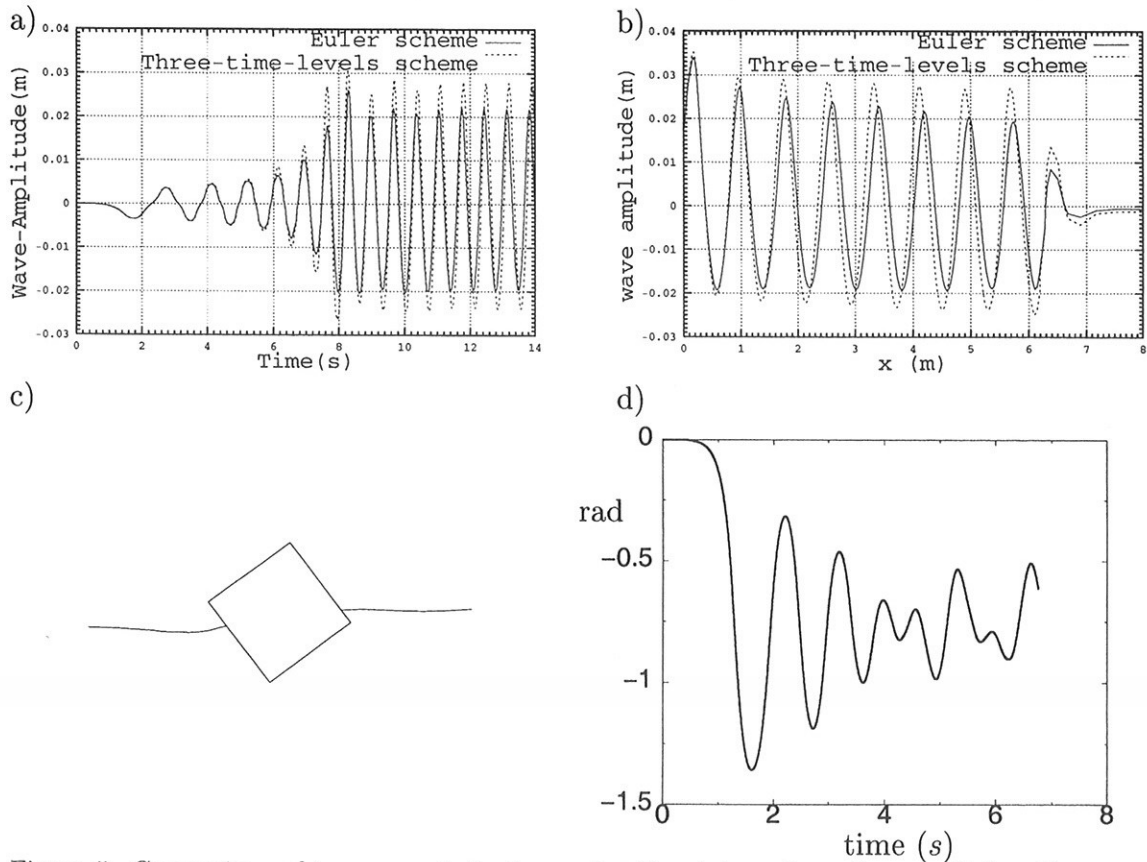 a)
0.04
0.03
0.02
0.01
0
-0.01
-0.02
-0.03
Wave-Amplitude(m)
Euler scheme
Three-time-levels scheme
0 2 4 6 8 10 12 14
Time(s)
b)
0.04
0.03
0.02
0.01
0
-0.01
-0.02
-0.03
wave amplitude(m)
Euler scheme
Three-time-levels scheme
0 1 2 3 4 5 6 7 8
x (m)
c)
d)
0
rad
-0.5
-1
-1.5
0 2 4 6 8
time (s)